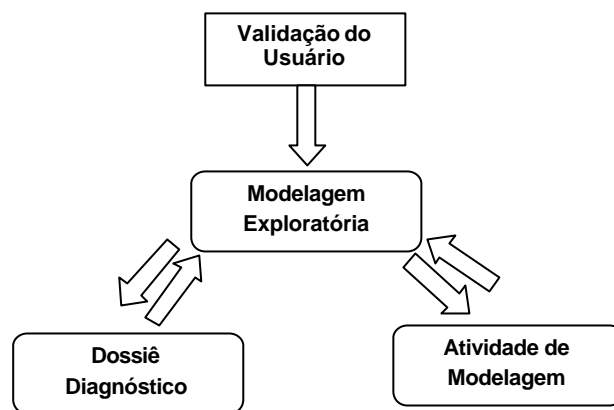 Validação do
Usuário
Modelagem
Exploratória
Dossiê
Diagnóstico
Atividade de
Modelagem